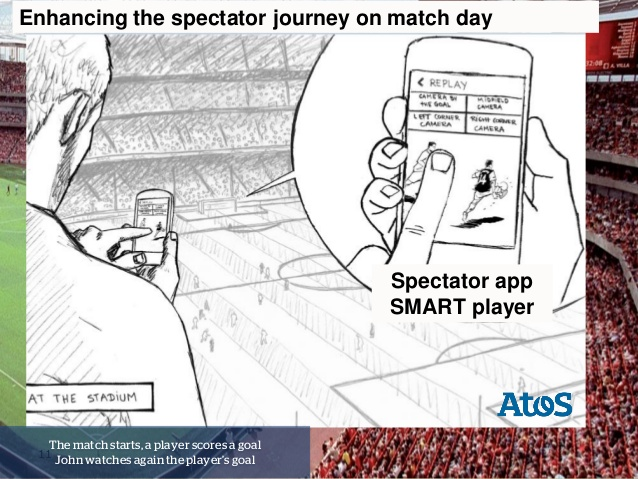 Enhancing the spectator journey on match day
< REPLAY
CAMERA BY
THE GOAL
MIDFIELD
CAMERA
LEFT CORNER
CAMERA
RIGHT CORNER
CAMERA
Spectator app
SMART player
AT THE STADIUM
Atos
The match starts, a player scores a goal
John watches again the player's goal
11
A. VILLA